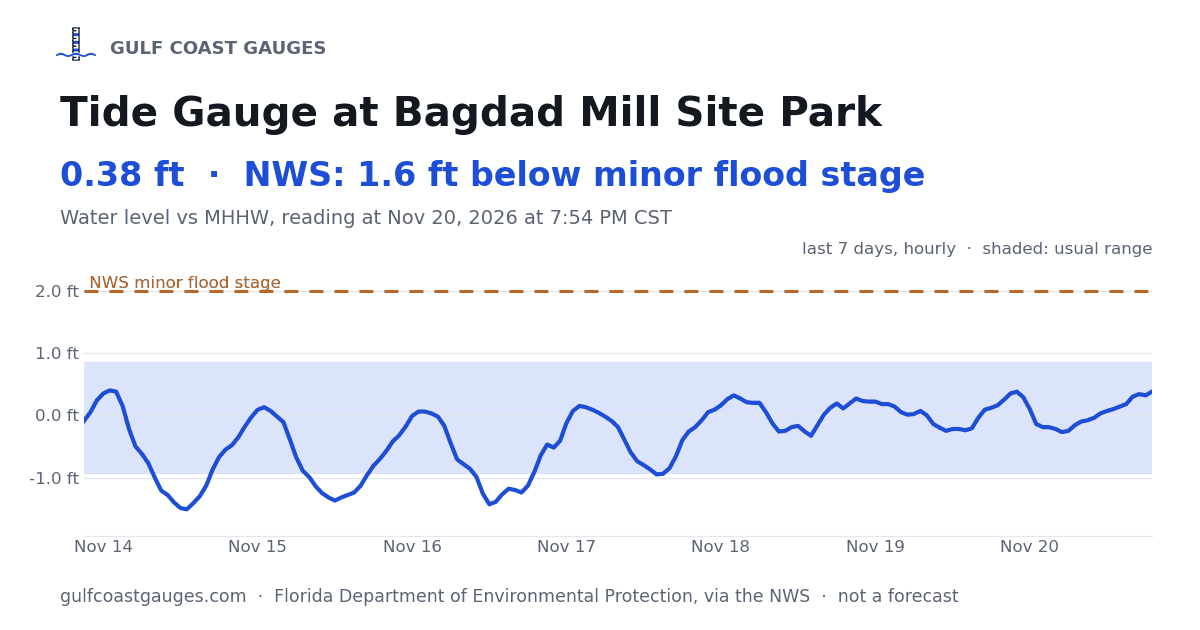 GULF COAST GAUGES
Tide Gauge at Bagdad Mill Site Park
0.38 ft · NWS: 1.6 ft below minor flood stage
Water level vs MHHW, reading at Nov 20, 2026 at 7:54 PM CST
last 7 days, hourly · shaded: usual range
NWS minor flood stage
2.0 ft
1.0 ft
0.0 ft
-1.0 ft
Nov 14 Nov 15 Nov 16 Nov 17 Nov 18 Nov 19 Nov 20
gulfcoastgauges.com · Florida Department of Environmental Protection, via the NWS · not a forecast